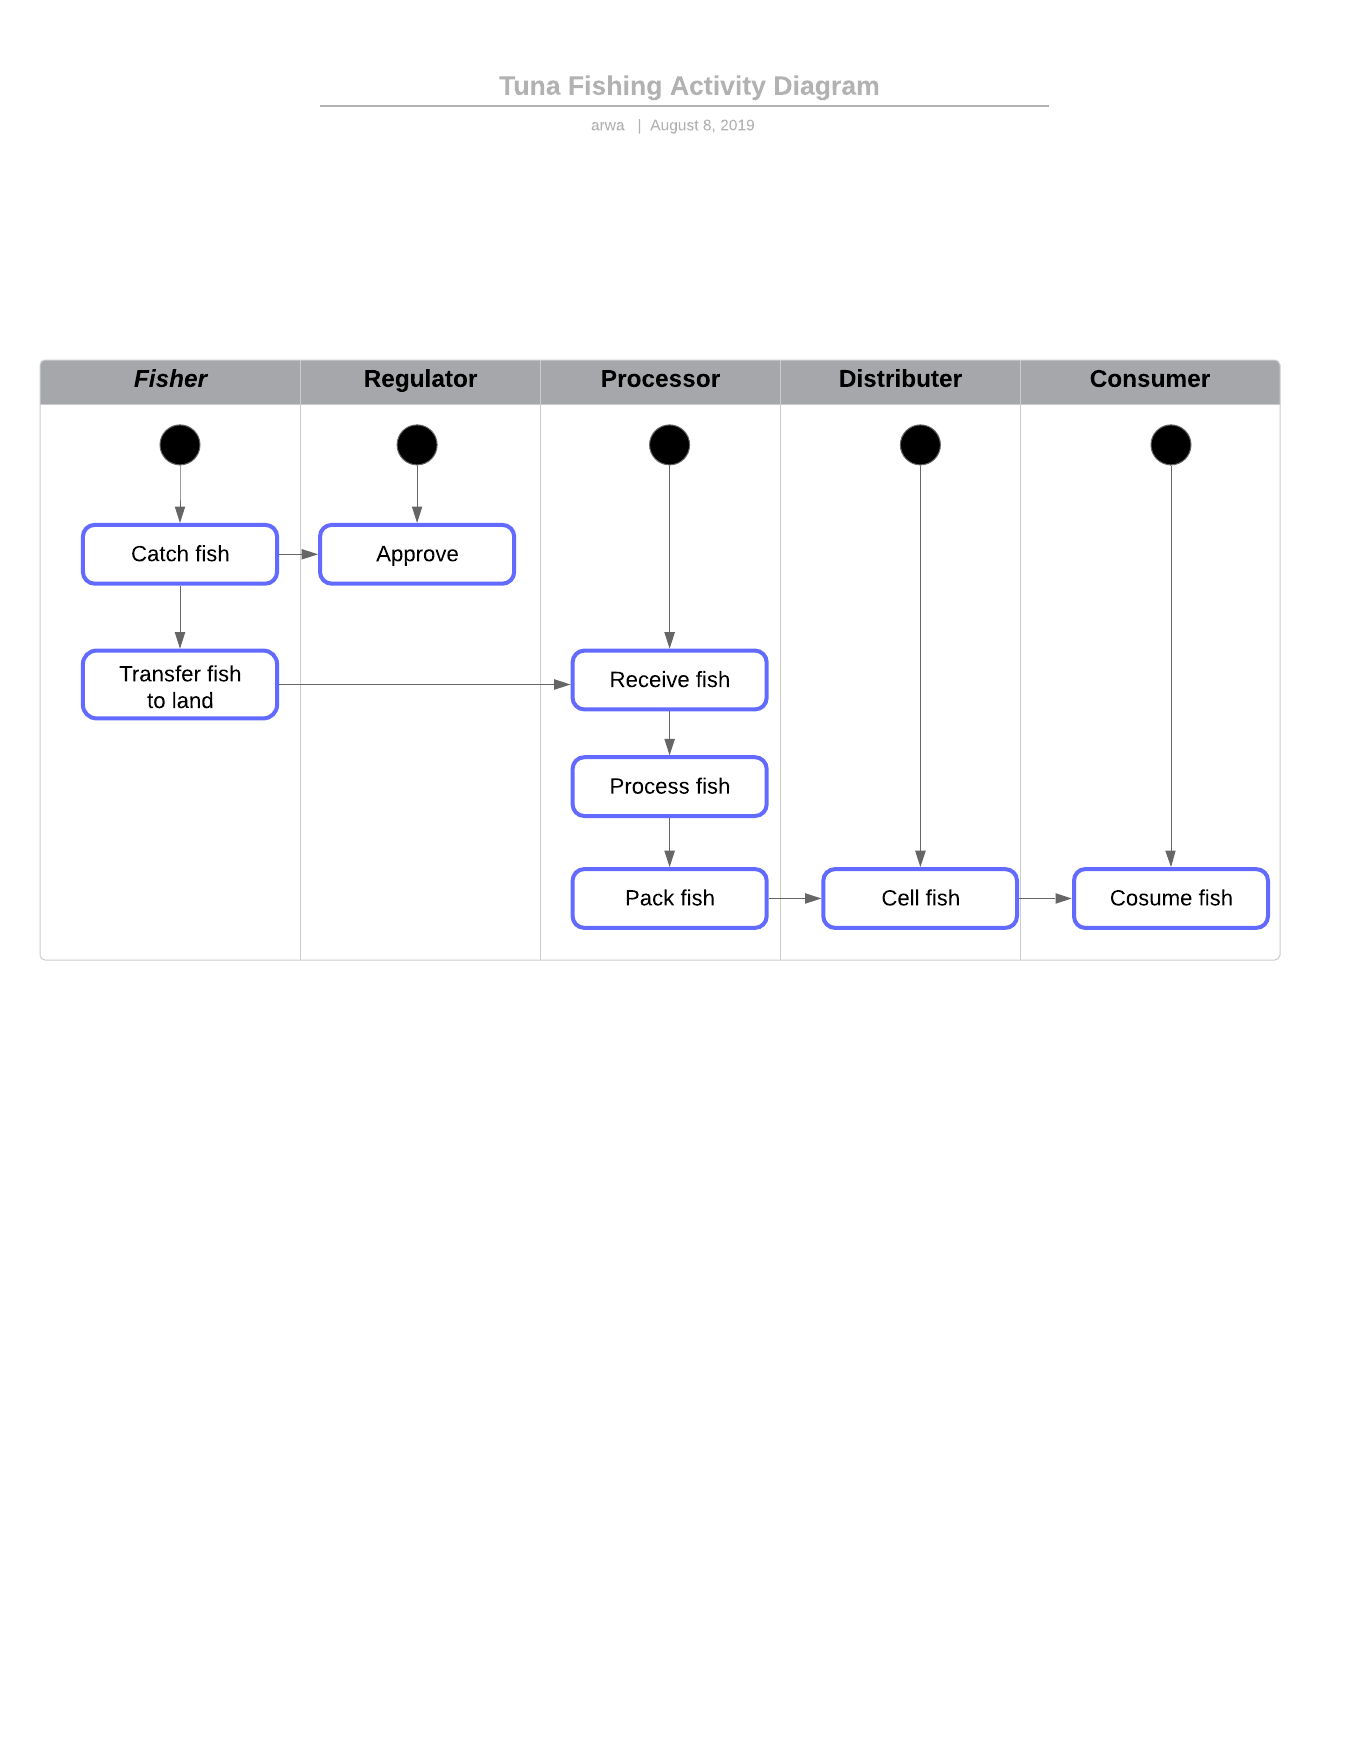 Tuna Fishing Activity Diagram
arwa | August 8, 2019
Fisher Regulator Processor Distributer Consumer
Catch fish Approve
Transfer fish
to land
Receive fish
Process fish
Pack fish Cell fish Cosume fish